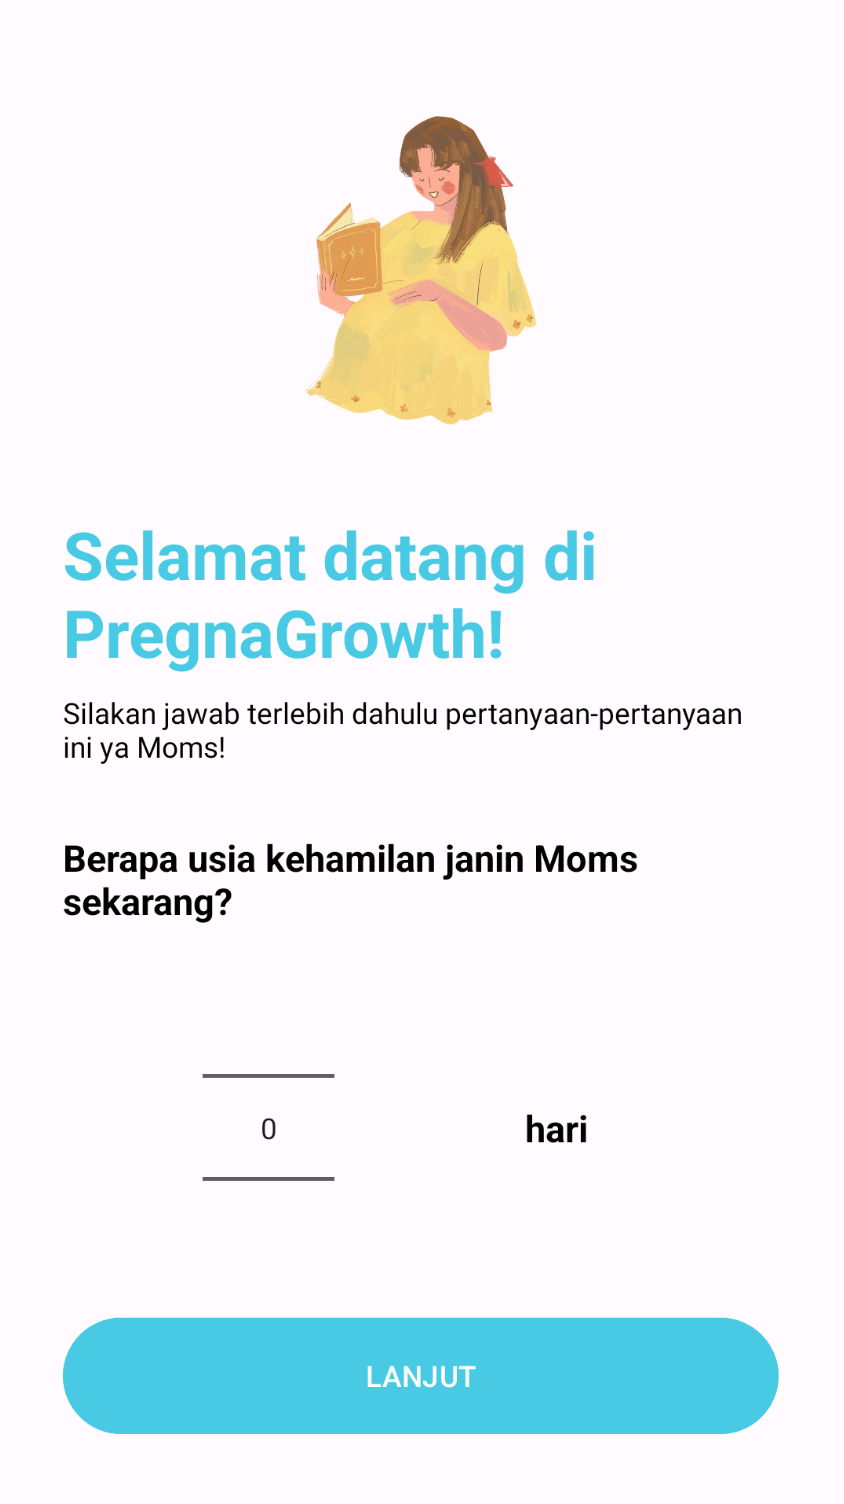 Selamat datang di
PregnaGrowth!
Silakan jawab terlebih dahulu pertanyaan-pertanyaan
ini ya Moms!
Berapa usia kehamilan janin Moms
sekarang?
0 hari
LANJUT